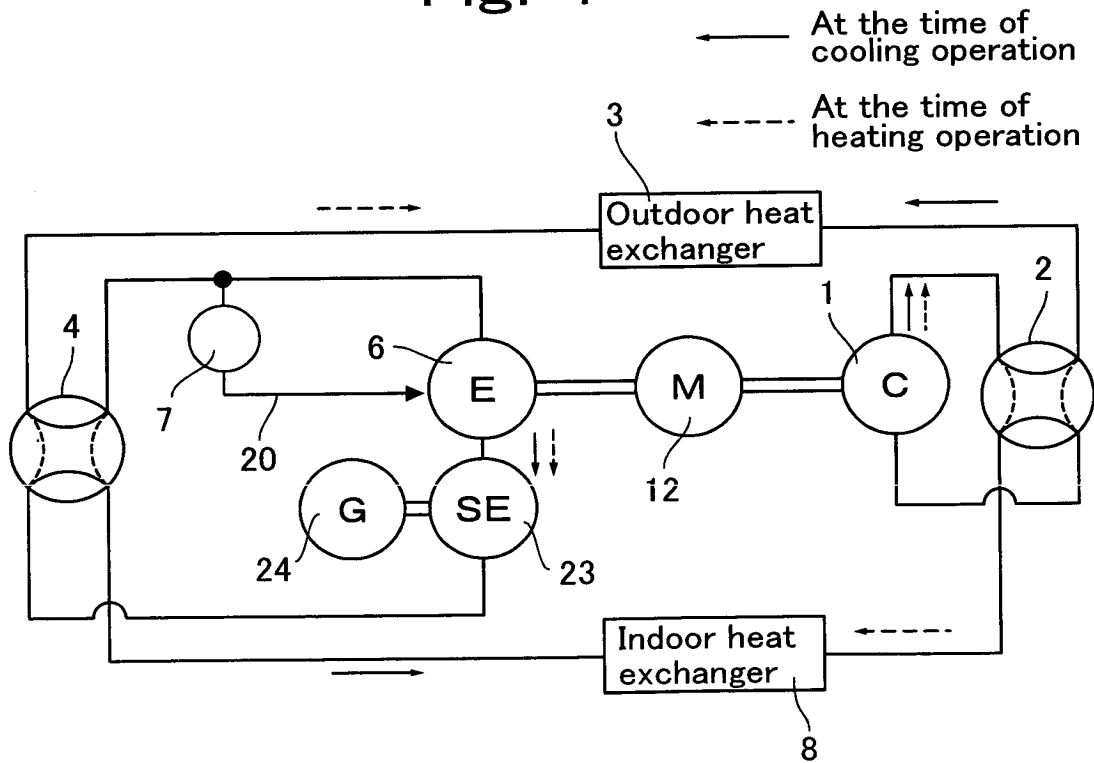 Fig.
At the time of
cooling operation
At the time of
heating operation
3
Outdoor heat
exchanger
1
2
4
6
7
E
M
C
20
12
G
SE
24
23
Indoor heat
exchanger
8